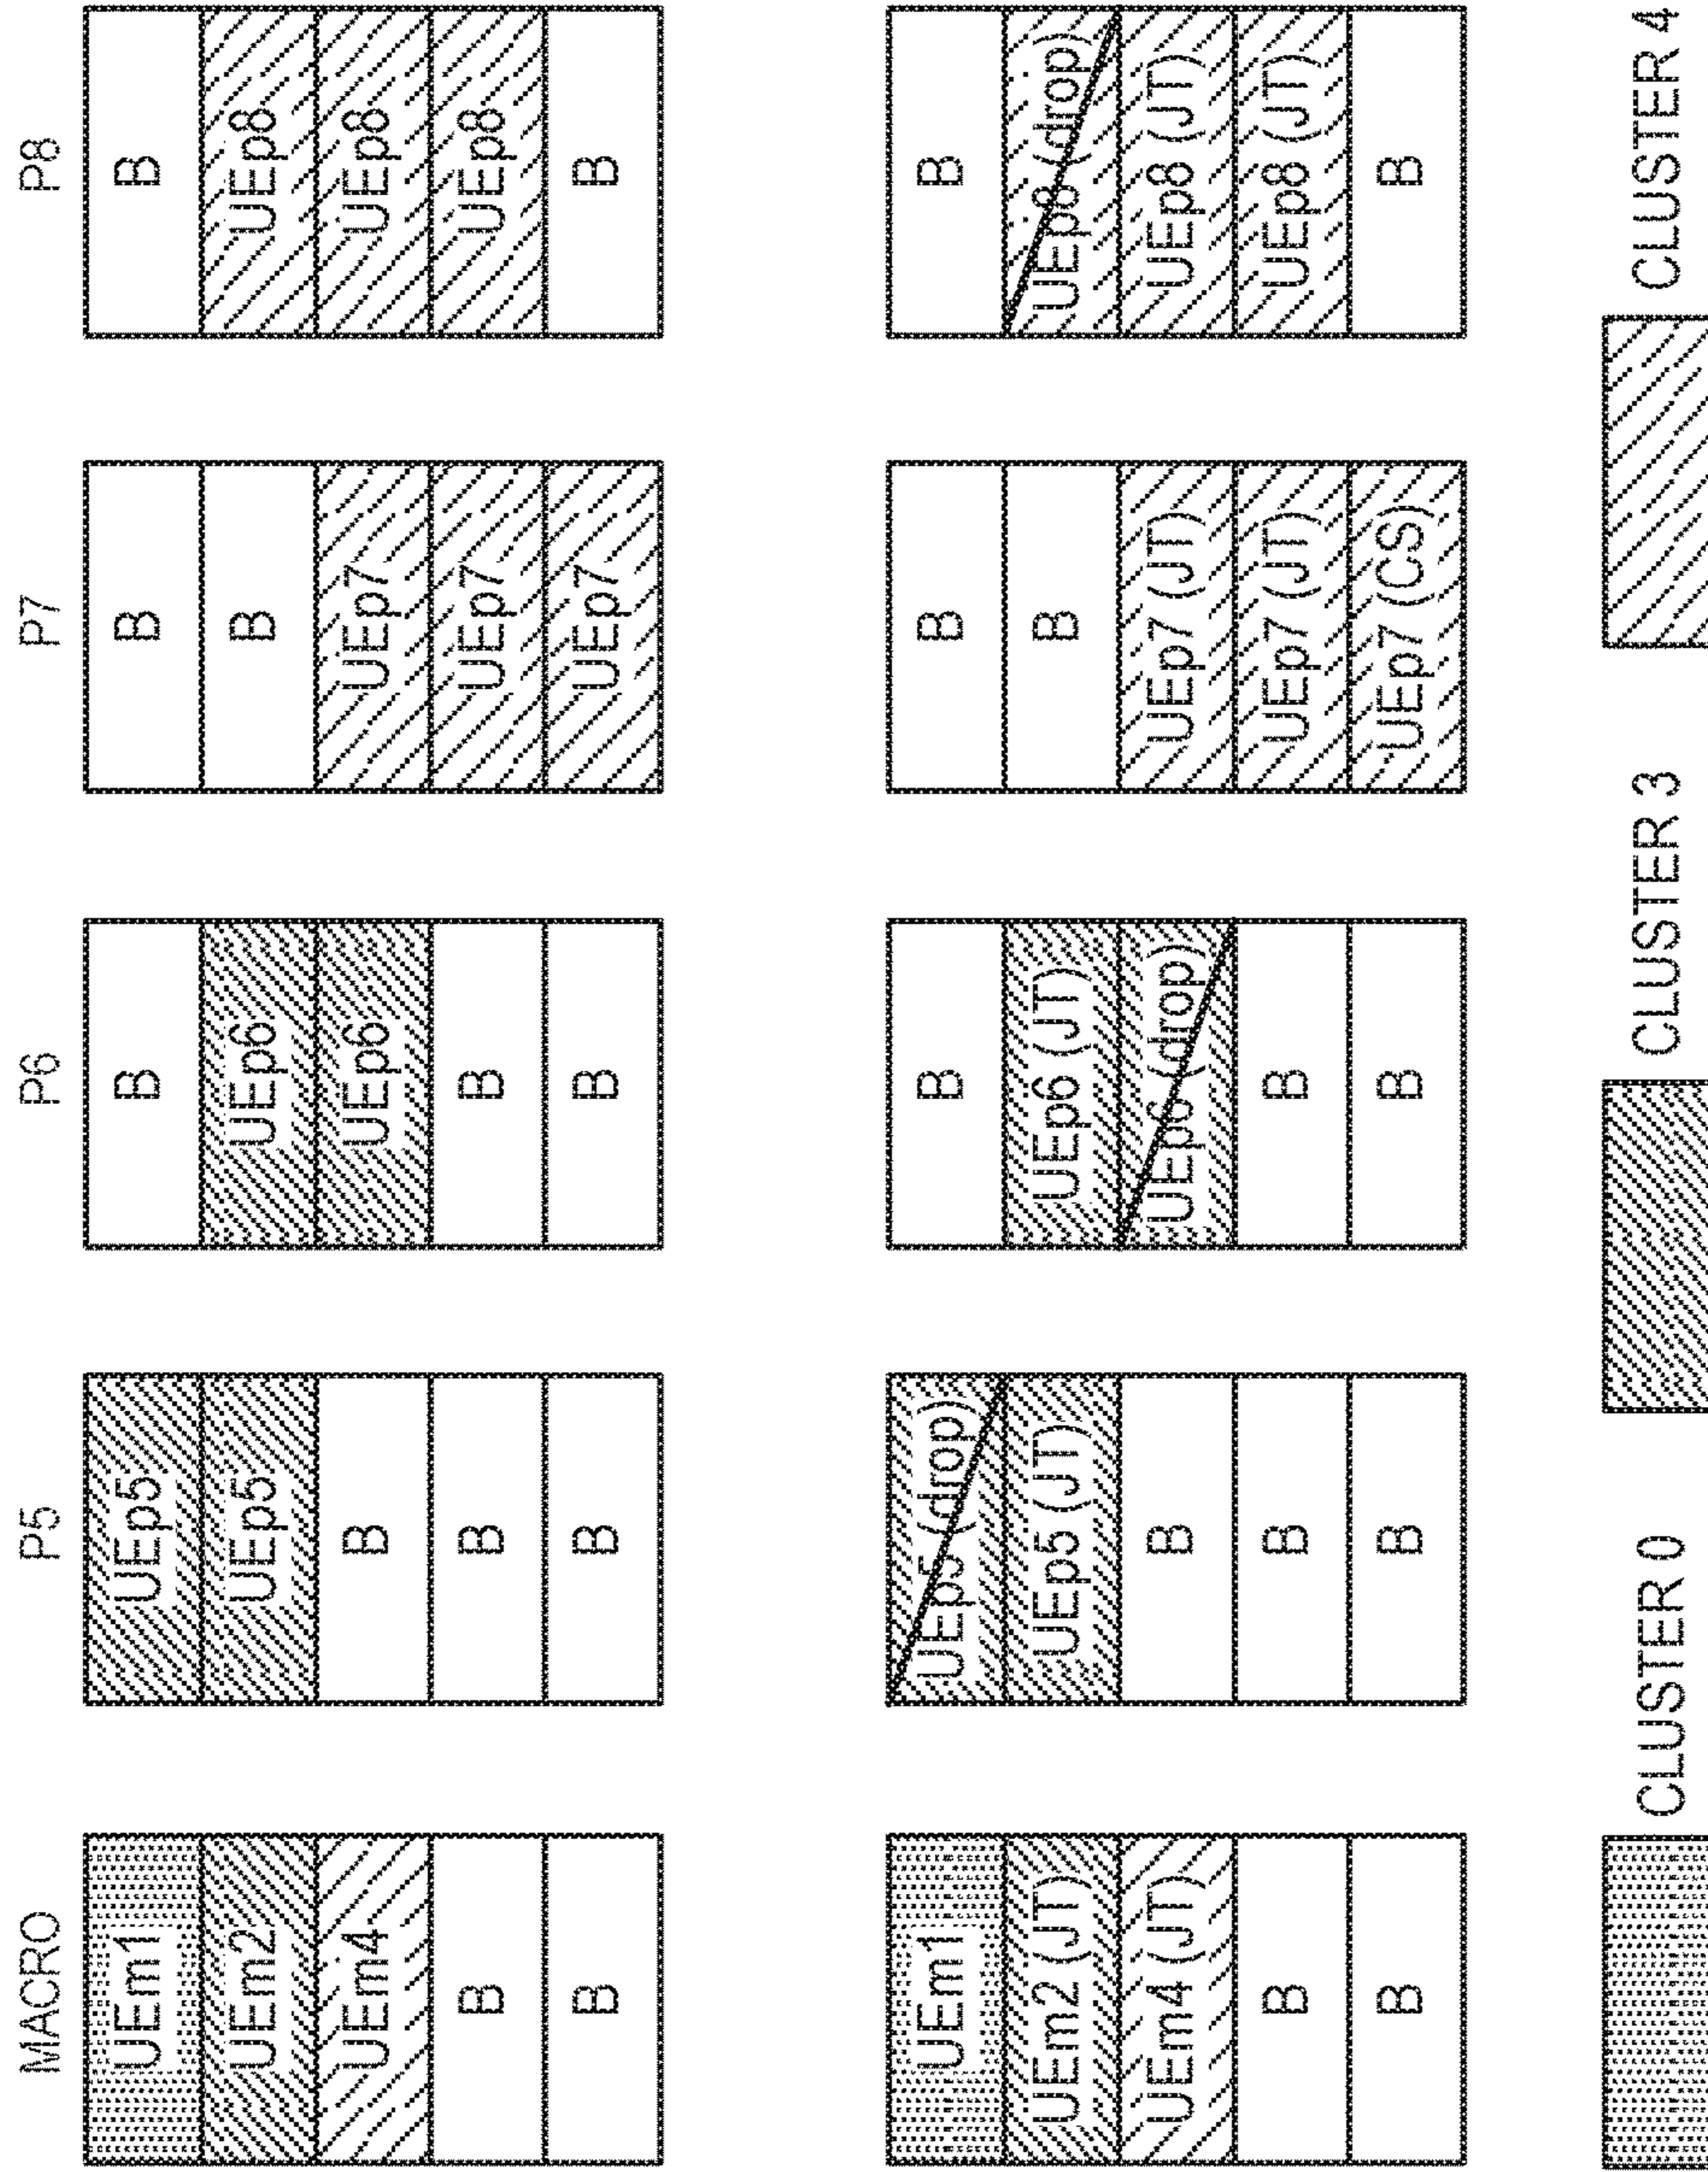 MACRO P5 P6 P7 P8
UEm1 UEp5 B B B
UEm2 UEp5 UEp6 B UEp8
UEm4 B UEp6 UEp7 UEp8
B B B UEp7 UEp8
B B B UEp7 B
UEm1 UEp5 (drop) B B B
UEm2 (JT) UEp5 (JT) UEp6 (JT) B UEp8 (drop)
UEm4 (JT) B UEp6 (drop) UEp7 (JT) UEp8 (JT)
B B B UEp7 (JT) UEp8 (JT)
B B B UEp7 (CS) B
CLUSTER 0 CLUSTER 3 CLUSTER 4